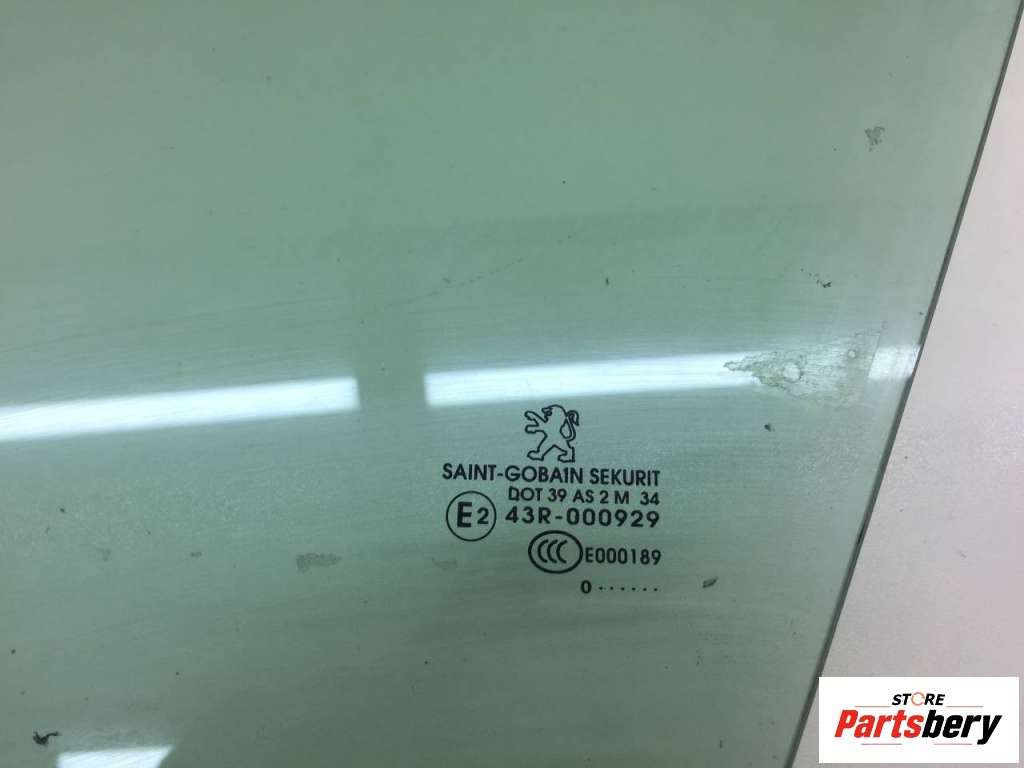 SAINT-GOBAIN SEKURIT
DOT 39 AS 2 M 34
E2 43R-000929
CCC E000189
0 ······
STORE
Partsbery